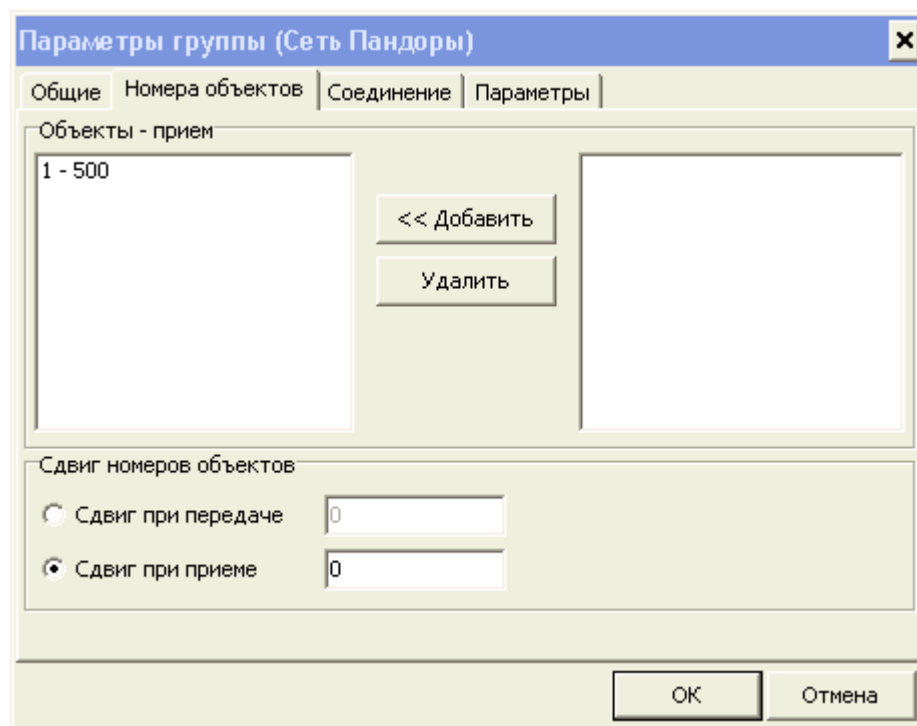 Параметры группы (Сеть Пандоры)
Общие Номера объектов Соединение Параметры
Объекты - прием
1 - 500
<< Добавить
Удалить
Сдвиг номеров объектов
Сдвиг при передаче 0
Сдвиг при приеме 0
ОК Отмена